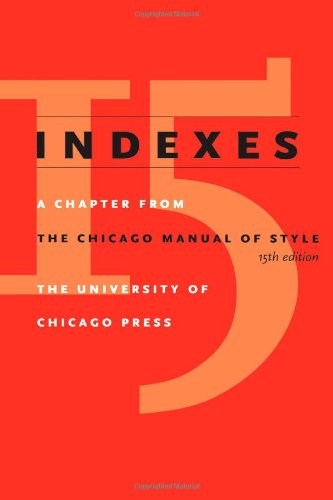 15
INDEXES
A CHAPTER FROM
THE CHICAGO MANUAL OF STYLE
15th edition
THE UNIVERSITY OF
CHICAGO PRESS